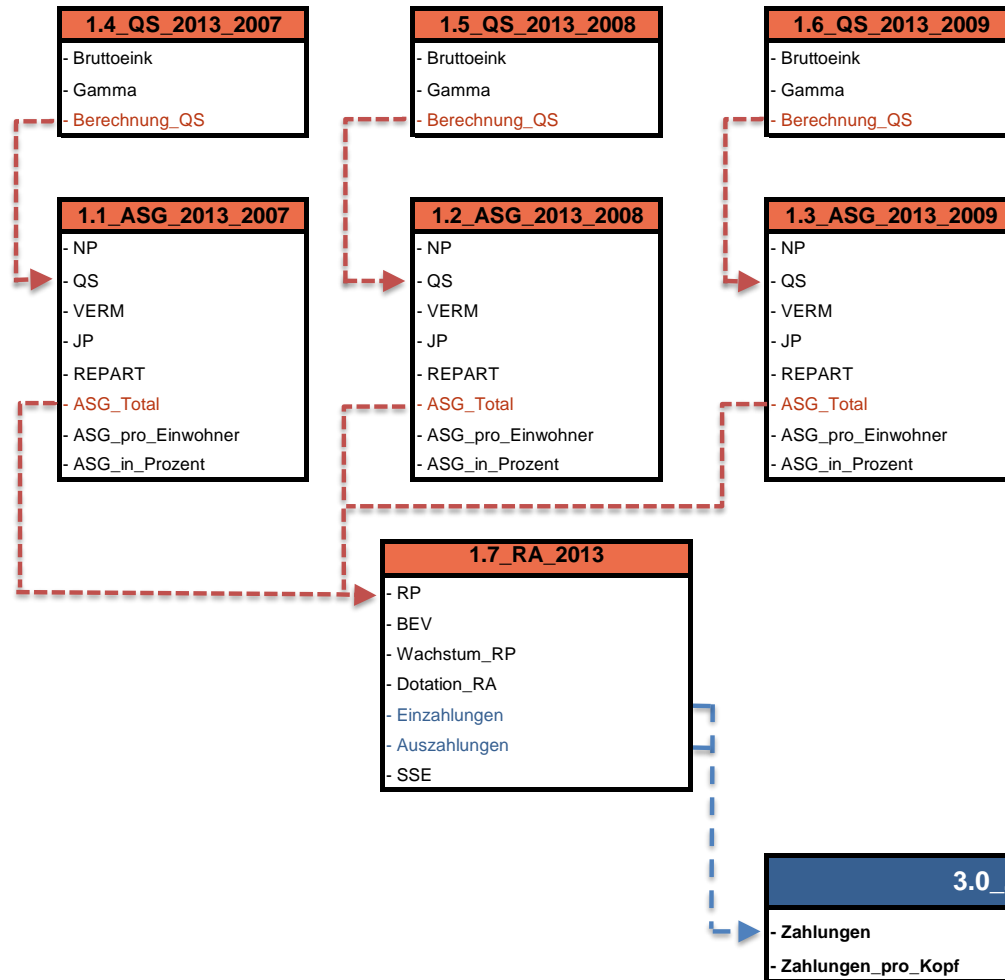 1.4_QS_2013_2007
- Bruttoeink
- Gamma
- Berechnung_QS
1.5_QS_2013_2008
- Bruttoeink
- Gamma
- Berechnung_QS
1.6_QS_2013_2009
- Bruttoeink
- Gamma
- Berechnung_QS
1.1_ASG_2013_2007
- NP
- QS
- VERM
- JP
- REPART
- ASG_Total
- ASG_pro_Einwohner
- ASG_in_Prozent
1.2_ASG_2013_2008
- NP
- QS
- VERM
- JP
- REPART
- ASG_Total
- ASG_pro_Einwohner
- ASG_in_Prozent
1.3_ASG_2013_2009
- NP
- QS
- VERM
- JP
- REPART
- ASG_Total
- ASG_pro_Einwohner
- ASG_in_Prozent
1.7_RA_2013
- RP
- BEV
- Wachstum_RP
- Dotation_RA
- Einzahlungen
- Auszahlungen
- SSE
3.0_
- Zahlungen
- Zahlungen_pro_Kopf